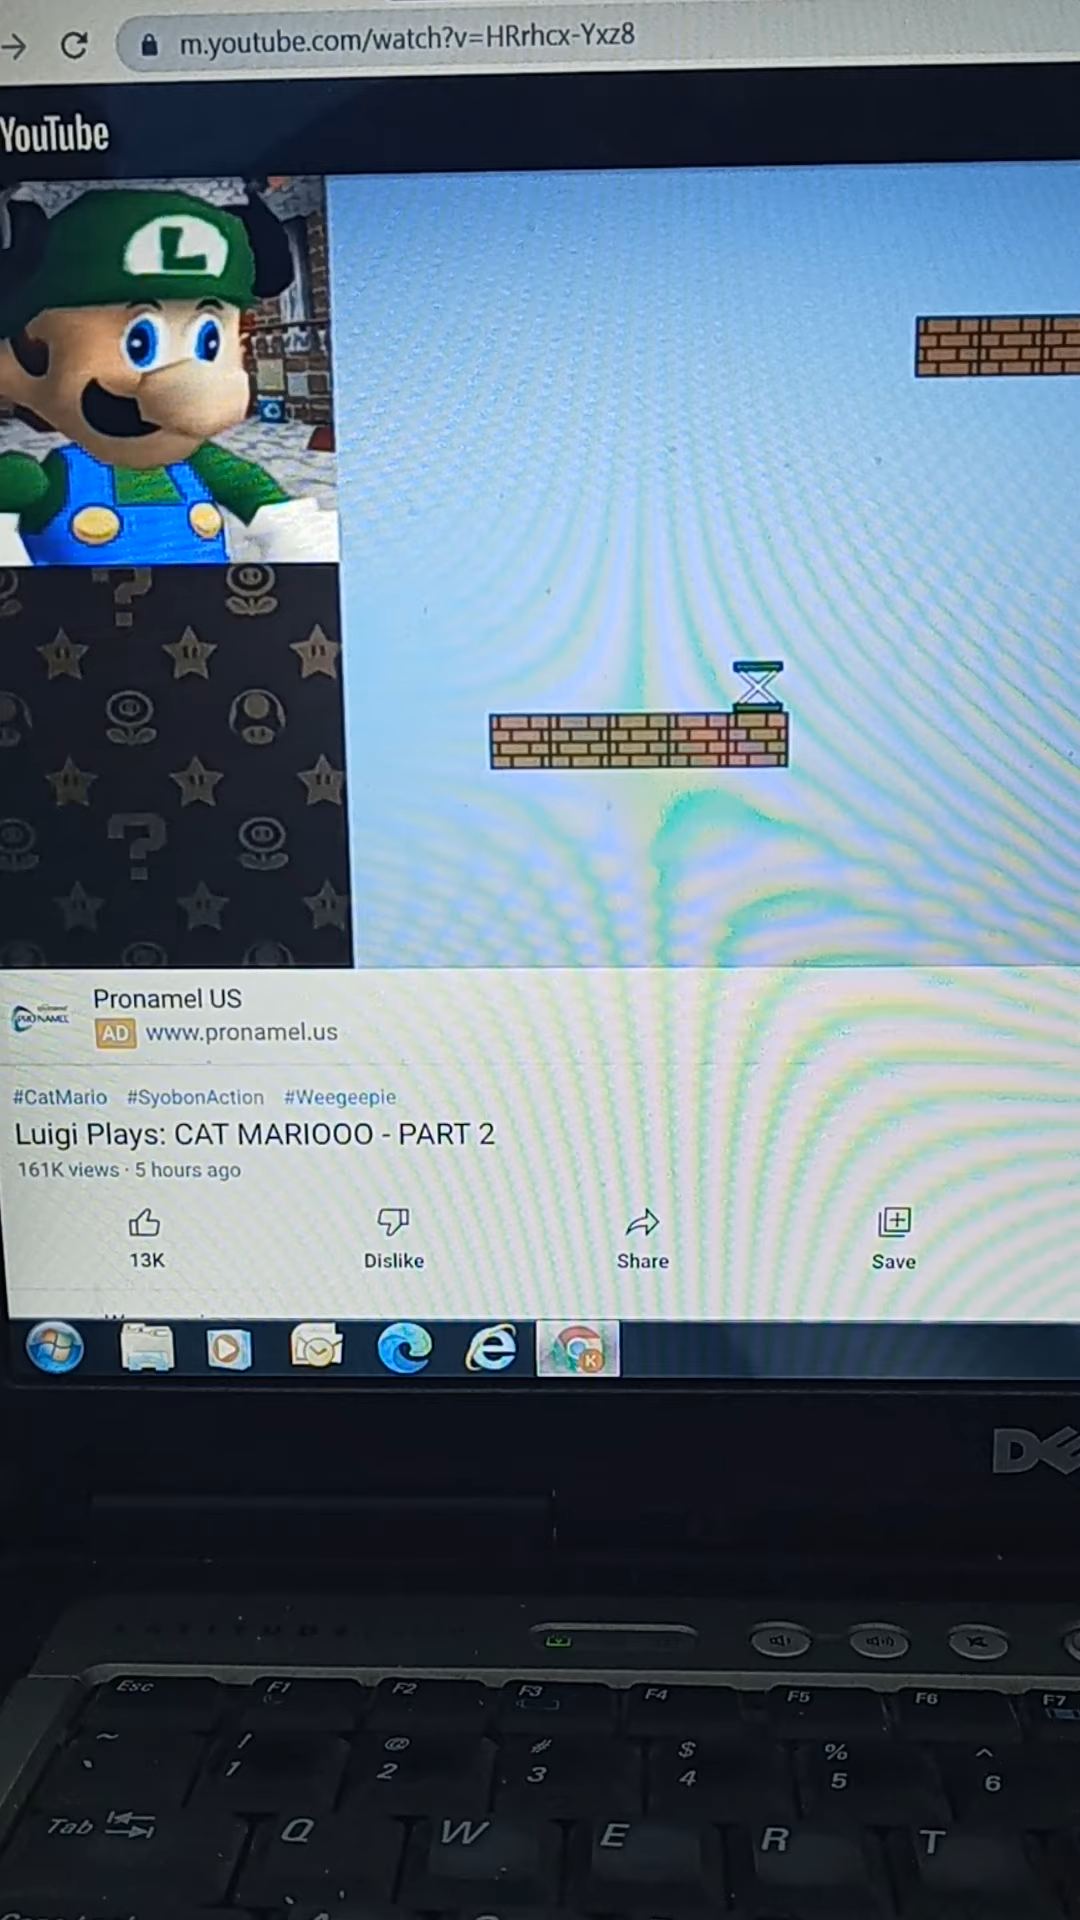 m.youtube.com/watch?v=HRrhcx-Yxz8
YouTube
L
Pronamel US
PRONAMEL
AD www.pronamel.us
#CatMario #SyobonAction #Weegeepie
Luigi Plays: CAT MARIOOO - PART 2
161K views · 5 hours ago
13K Dislike Share Save
K
Esc F1 F2 F3 F4 F5 F6 F7
~ ! @ # $ % ^
` 1 2 3 4 5 6
Tab Q W E R T